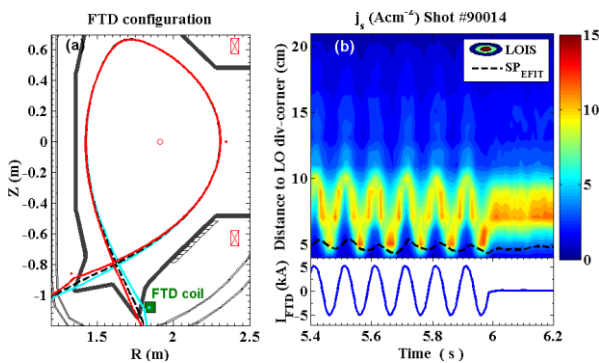 FTD configuration
(a)
Z (m)
0.6
0.4
0.2
0
−0.2
−0.4
−0.6
−0.8
−1
FTD coil
1.5 2 2.5
R (m)
j_s (Acm^-2) Shot #90014
(b)
LOIS
SP_EFIT
Distance to LO div-corner (cm)
20
15
10
5
15
10
5
0
I_FTD (kA)
5
0
−5
5.4 5.6 5.8 6 6.2
Time (s)